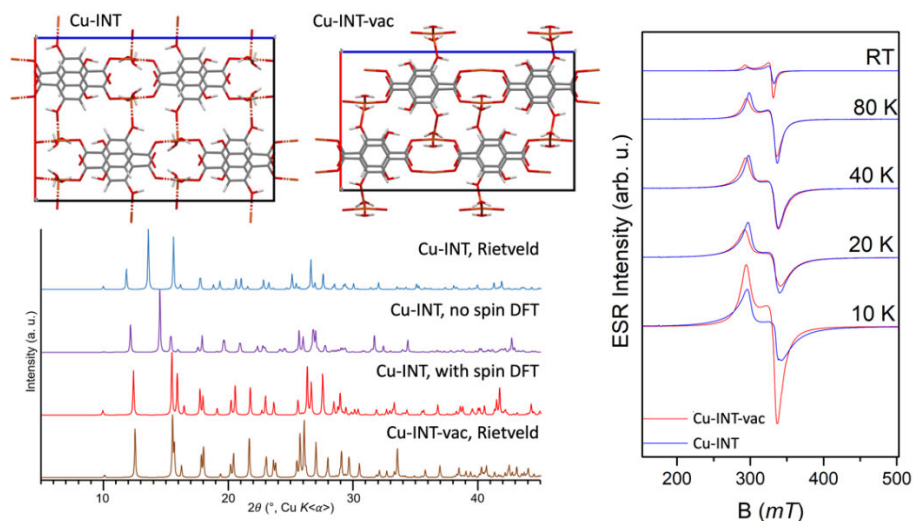 Cu-INT
Cu-INT-vac
Cu-INT, Rietveld
Cu-INT, no spin DFT
Cu-INT, with spin DFT
Cu-INT-vac, Rietveld
Intensity (a. u.)
10
20
30
40
2θ (°, Cu K<α>)
RT
80 K
40 K
20 K
10 K
ESR Intensity (arb. u.)
Cu-INT-vac
Cu-INT
200
300
400
500
B (mT)